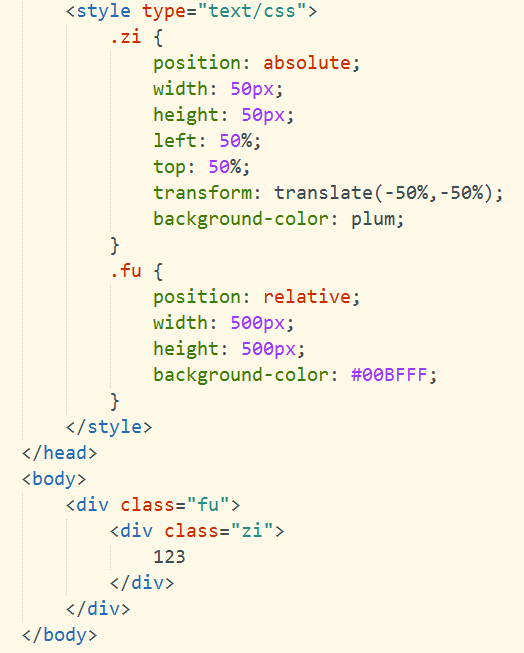 <style type="text/css">
.zi {
position: absolute;
width: 50px;
height: 50px;
left: 50%;
top: 50%;
transform: translate(-50%,-50%);
background-color: plum;
}
.fu {
position: relative;
width: 500px;
height: 500px;
background-color: #00BFFF;
}
</style>
</head>
<body>
<div class="fu">
<div class="zi">
123
</div>
</div>
</body>